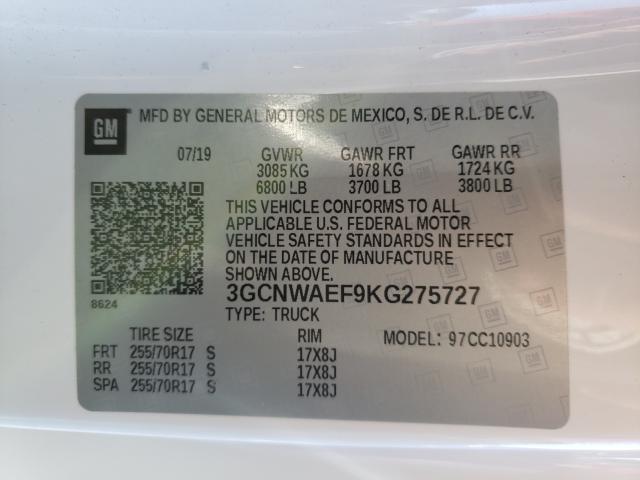 GM
MFD BY GENERAL MOTORS DE MEXICO, S. DE R.L. DE C.V.
07/19 GVWR GAWR FRT GAWR RR
3085 KG 1678 KG 1724 KG
6800 LB 3700 LB 3800 LB
THIS VEHICLE CONFORMS TO ALL
APPLICABLE U.S. FEDERAL MOTOR
VEHICLE SAFETY STANDARDS IN EFFECT
ON THE DATE OF MANUFACTURE
SHOWN ABOVE.
8624
3GCNWAEF9KG275727
TYPE: TRUCK
TIRE SIZE RIM MODEL: 97CC10903
FRT 255/70R17 S 17X8J
RR 255/70R17 S 17X8J
SPA 255/70R17 S 17X8J